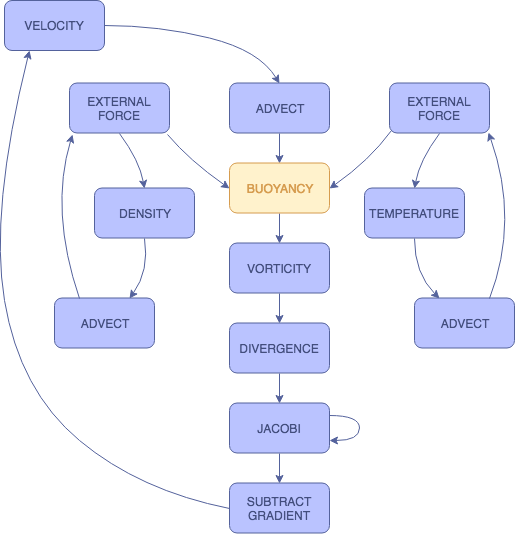 VELOCITY
EXTERNAL
FORCE
ADVECT
EXTERNAL
FORCE
BUOYANCY
DENSITY
TEMPERATURE
VORTICITY
ADVECT
ADVECT
DIVERGENCE
JACOBI
SUBTRACT
GRADIENT